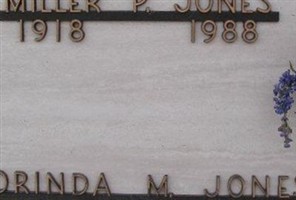 MILLER P. JONES
1918 1988
ORINDA M. JONES